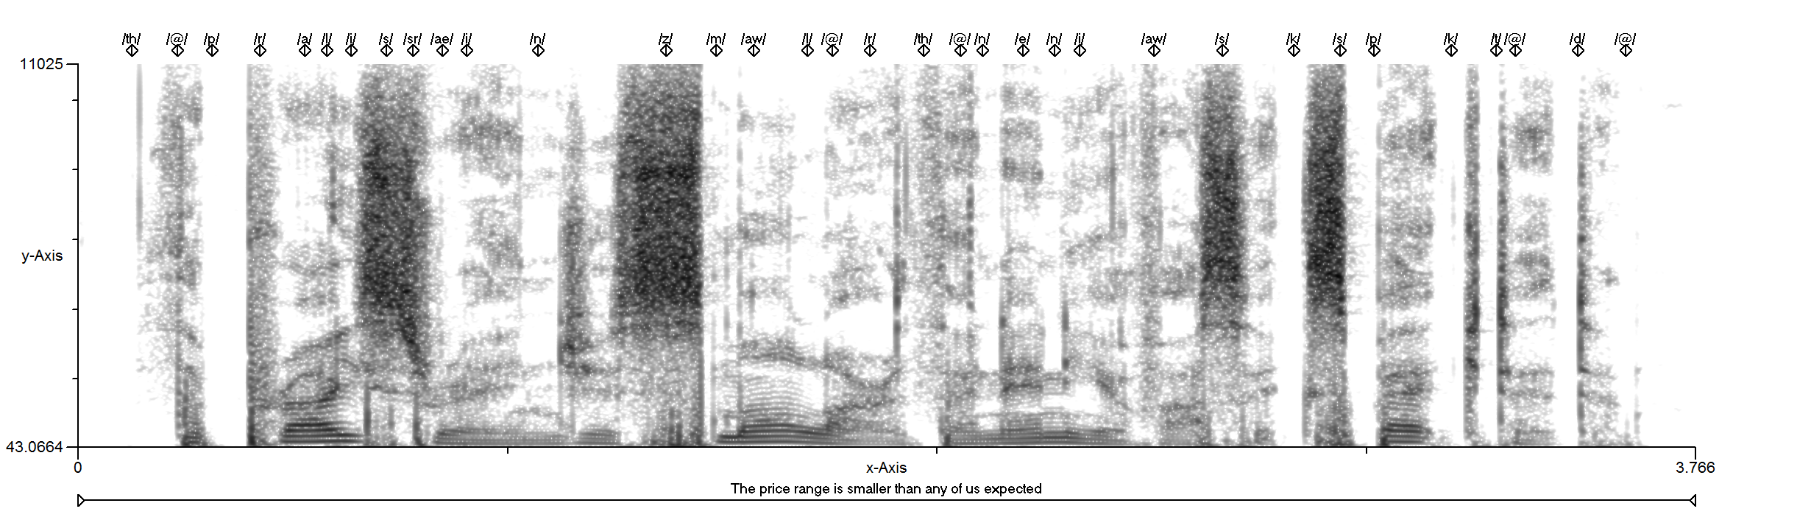 /th/ /@/ /p/ /r/ /a/ /l/ /i/ /s/ /sr/ /ae/ /i/ /n/ /z/ /m/ /aw/ /l/ /@/ /r/ /th/ /@/ /n/ /e/ /n/ /i/ /aw/ /s/ /k/ /s/ /p/ /k/ /t/ /@/ /d/ /@/
11025
y-Axis
43.0664
0 x-Axis 3.766
The price range is smaller than any of us expected